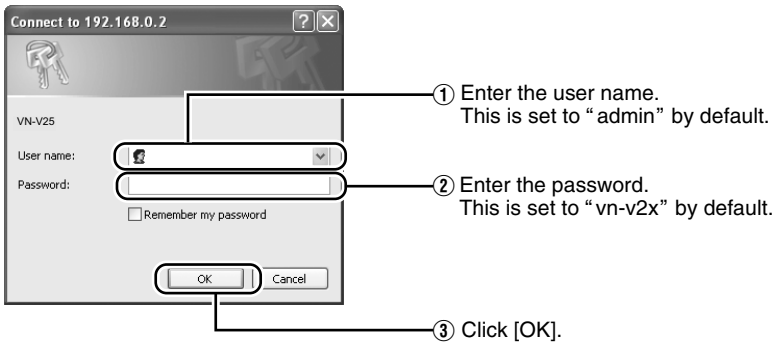 Connect to 192.168.0.2
VN-V25
User name:
Password:
Remember my password
OK
Cancel
① Enter the user name.
This is set to “admin” by default.
② Enter the password.
This is set to “vn-v2x” by default.
③ Click [OK].